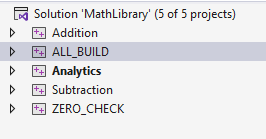 Solution 'MathLibrary' (5 of 5 projects)
Addition
ALL_BUILD
Analytics
Subtraction
ZERO_CHECK